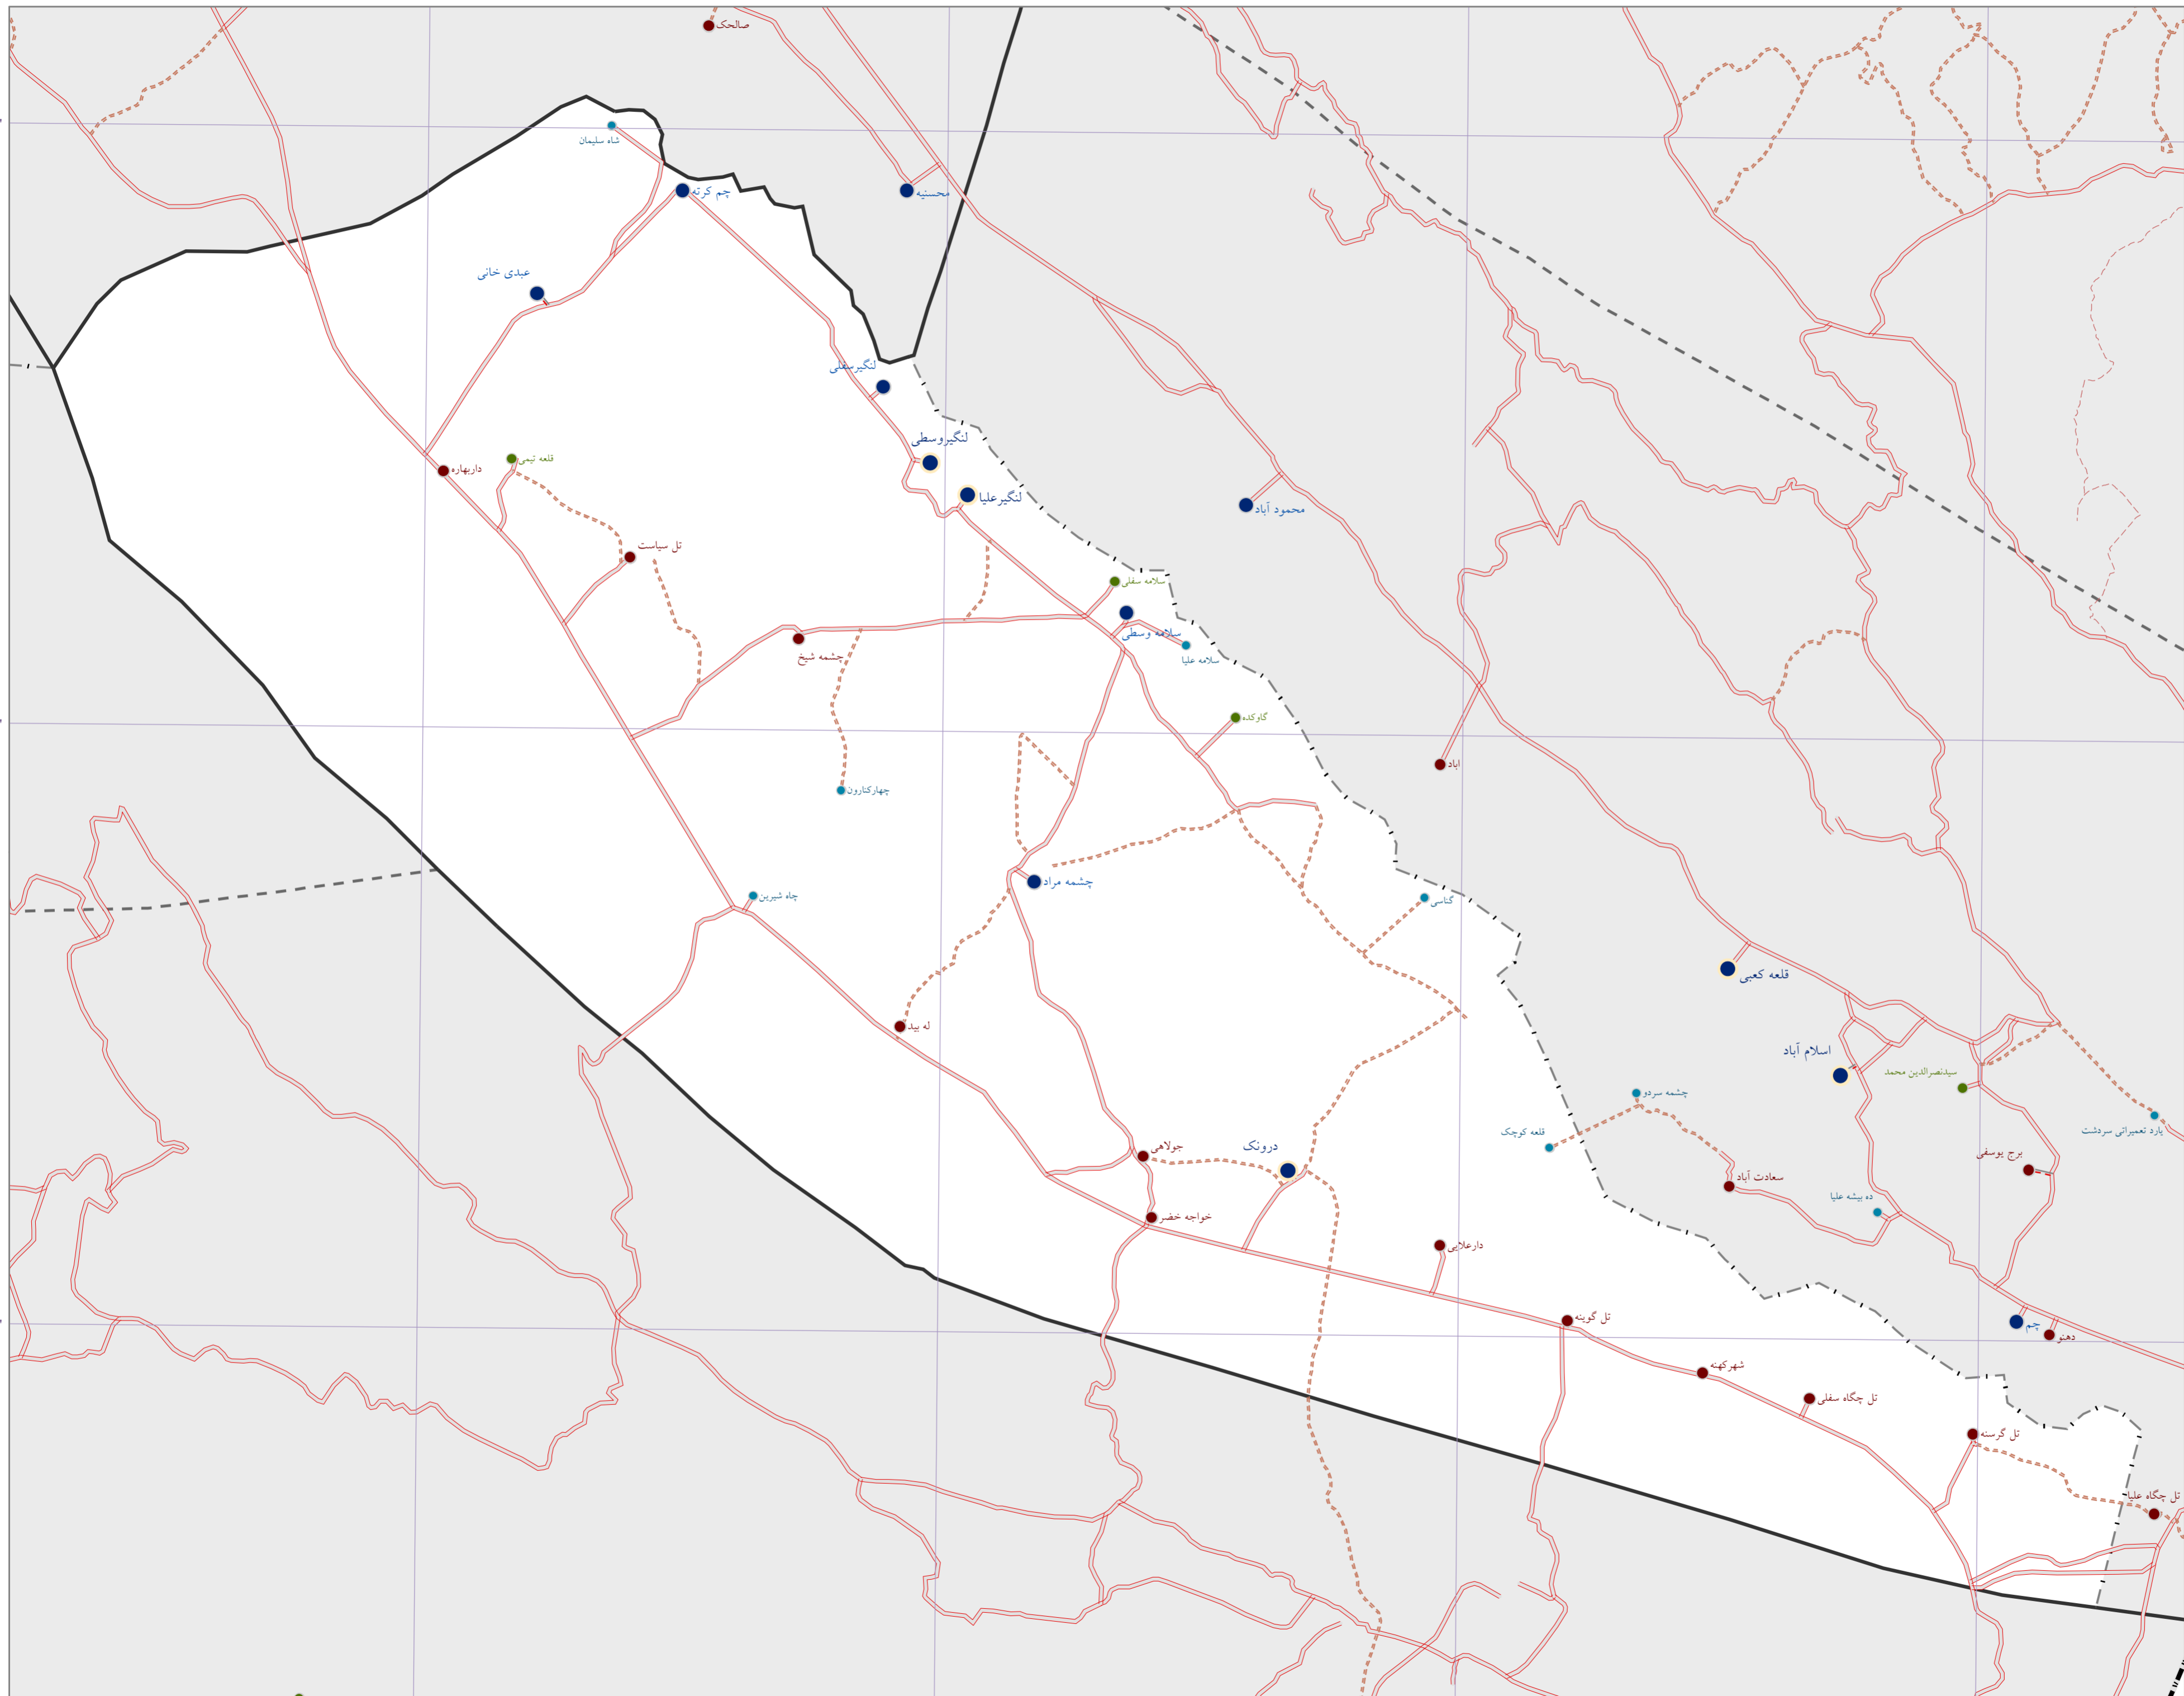 صالحک
شاه سلیمان
چم کرته
محسنیه
عبدی خانی
لنگیرسفلی
لنگیروسطی
داربهاره
قلعه تیمی
لنگیرعلیا
محمود آباد
تل سیاست
سلامه سفلی
سلامه وسطی
چشمه شیخ
سلامه علیا
گاوکده
اباد
چهارکنارون
چشمه مراد
چاه شیرین
گناسی
قلعه کعبی
له بید
اسلام آباد
سیدنصرالدین محمد
چشمه سردو
یارد تعمیراتی سردشت
قلعه کوچک
درونک
جولاهی
برج یوسفی
سعادت آباد
ده بیشه علیا
خواجه خضر
دارعلایی
تل گوینه
چم
دهنو
شهرکهنه
تل چگاه سفلی
تل گرسنه
تل چگاه علیا